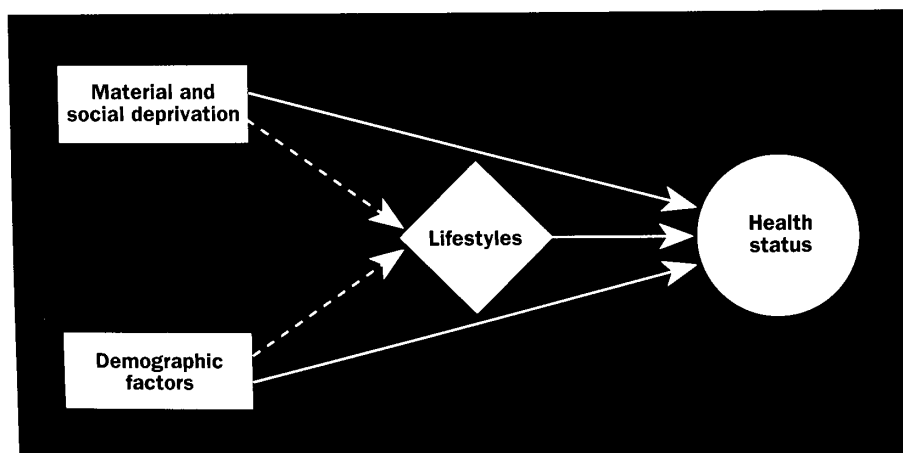 Material and
social deprivation
Lifestyles
Health
status
Demographic
factors